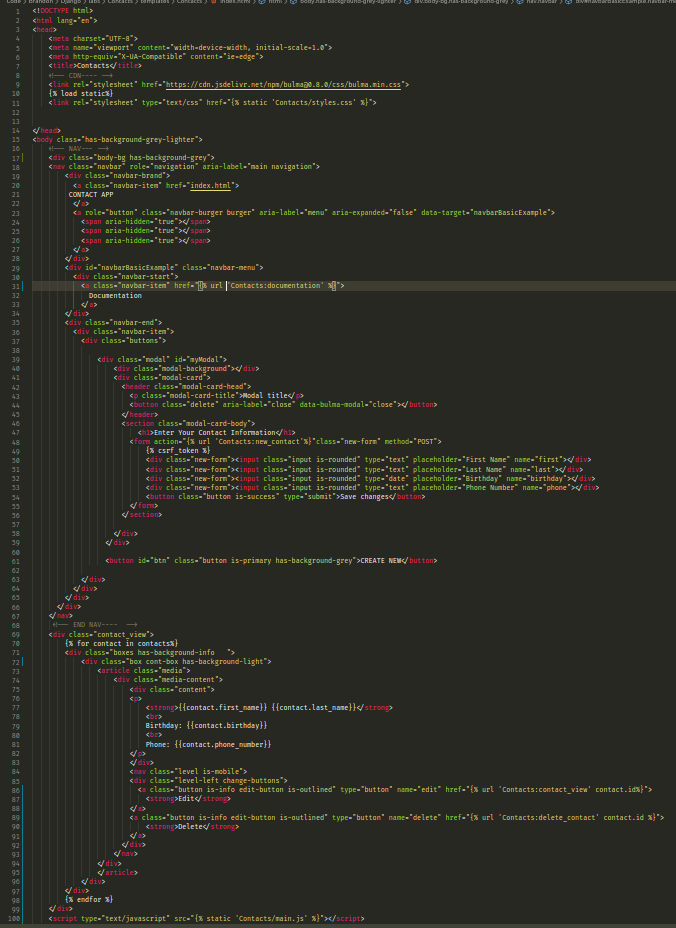 Code > brandon > Django > labs > Contacts > templates > Contacts > index.html > html > body.has-background-grey-lighter > div.body-bg.has-background-grey > nav.navbar > div#navbarBasicExample.navbar-me
1 <!DOCTYPE html>
2 <html lang="en">
3 <head>
4 <meta charset="UTF-8">
5 <meta name="viewport" content="width=device-width, initial-scale=1.0">
6 <meta http-equiv="X-UA-Compatible" content="ie=edge">
7 <title>Contacts</title>
8 <!-- CDN---- -->
9 <link rel="stylesheet" href="https://cdn.jsdelivr.net/npm/bulma@0.8.0/css/bulma.min.css">
10 {% load static%}
11 <link rel="stylesheet" type="text/css" href="{% static 'Contacts/styles.css' %}">
12
13
14 </head>
15 <body class="has-background-grey-lighter">
16 <!-- NAV--- -->
17 <div class="body-bg has-background-grey">
18 <nav class="navbar" role="navigation" aria-label="main navigation">
19 <div class="navbar-brand">
20 <a class="navbar-item" href="index.html">
21 CONTACT APP
22 </a>
23 <a role="button" class="navbar-burger burger" aria-label="menu" aria-expanded="false" data-target="navbarBasicExample">
24 <span aria-hidden="true"></span>
25 <span aria-hidden="true"></span>
26 <span aria-hidden="true"></span>
27 </a>
28 </div>
29 <div id="navbarBasicExample" class="navbar-menu">
30 <div class="navbar-start">
31 <a class="navbar-item" href="{% url 'Contacts:documentation' %}">
32 Documentation
33 </a>
34 </div>
35 <div class="navbar-end">
36 <div class="navbar-item">
37 <div class="buttons">
38
39 <div class="modal" id="myModal">
40 <div class="modal-background"></div>
41 <div class="modal-card">
42 <header class="modal-card-head">
43 <p class="modal-card-title">Modal title</p>
44 <button class="delete" aria-label="close" data-bulma-modal="close"></button>
45 </header>
46 <section class="modal-card-body">
47 <h1>Enter Your Contact Information</h1>
48 <form action="{% url 'Contacts:new_contact'%}"class="new-form" method="POST">
49 {% csrf_token %}
50 <div class="new-form"><input class="input is-rounded" type="text" placeholder="First Name" name="first"></div>
51 <div class="new-form"><input class="input is-rounded" type="text" placeholder="Last Name" name="last"></div>
52 <div class="new-form"><input class="input is-rounded" type="date" placeholder="Birthday" name="birthday"></div>
53 <div class="new-form"><input class="input is-rounded" type="text" placeholder="Phone Number" name="phone"></div>
54 <button class="button is-success" type="submit">Save changes</button>
55 </form>
56 </section>
57
58 </div>
59 </div>
60
61 <button id="btn" class="button is-primary has-background-grey">CREATE NEW</button>
62
63 </div>
64 </div>
65 </div>
66 </div>
67 </nav>
68 <!-- END NAV---- -->
69 <div class="contact_view">
70 {% for contact in contacts%}
71 <div class="boxes has-background-info ">
72 <div class="box cont-box has-background-light">
73 <article class="media">
74 <div class="media-content">
75 <div class="content">
76 <p>
77 <strong>{{contact.first_name}} {{contact.last_name}}</strong>
78 <br>
79 Birthday: {{contact.birthday}}
80 <br>
81 Phone: {{contact.phone_number}}
82 </p>
83 </div>
84 <nav class="level is-mobile">
85 <div class="level-left change-buttons">
86 <a class="button is-info edit-button is-outlined" type="button" name="edit" href="{% url 'Contacts:contact_view' contact.id%}">
87 <strong>Edit</strong>
88 </a>
89 <a class="button is-info edit-button is-outlined" type="button" name="delete" href="{% url 'Contacts:delete_contact' contact.id %}">
90 <strong>Delete</strong>
91 </a>
92 </div>
93 </nav>
94 </div>
95 </article>
96 </div>
97 </div>
98 {% endfor %}
99 </div>
100 <script type="text/javascript" src="{% static 'Contacts/main.js' %}"></script>